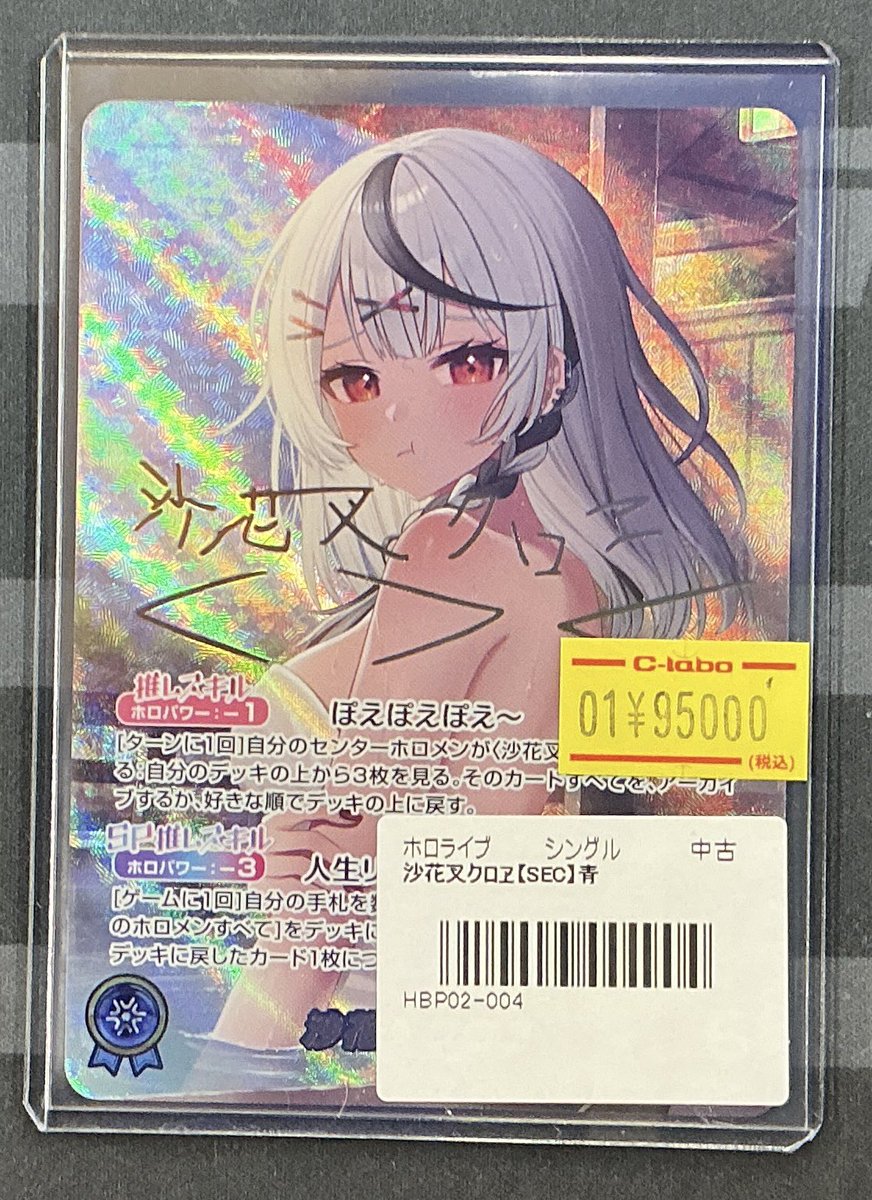 沙花叉クロヱ
推しスキル
ホロパワー:-1
ぽえぽえぽえ~
[ターンに1回]自分のセンターホロメンが〈沙花叉
る:自分のデッキの上から3枚を見る。そのカードすべてを、アーカイ
ブするか、好きな順でデッキの上に戻す。
SP推しスキル
ホロパワー:-3
人生リ
[ゲームに1回]自分の手札を
のホロメンすべて]をデッキに
デッキに戻したカード1枚につ
C-labo
01¥95000
(税込)
ホロライブ シングル 中古
沙花叉クロヱ【SEC】青
HBP02-004